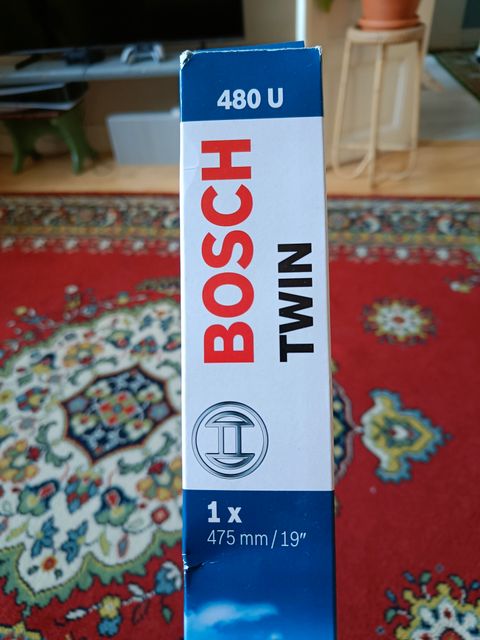 480 U
BOSCH
TWIN
1 x
475 mm / 19″